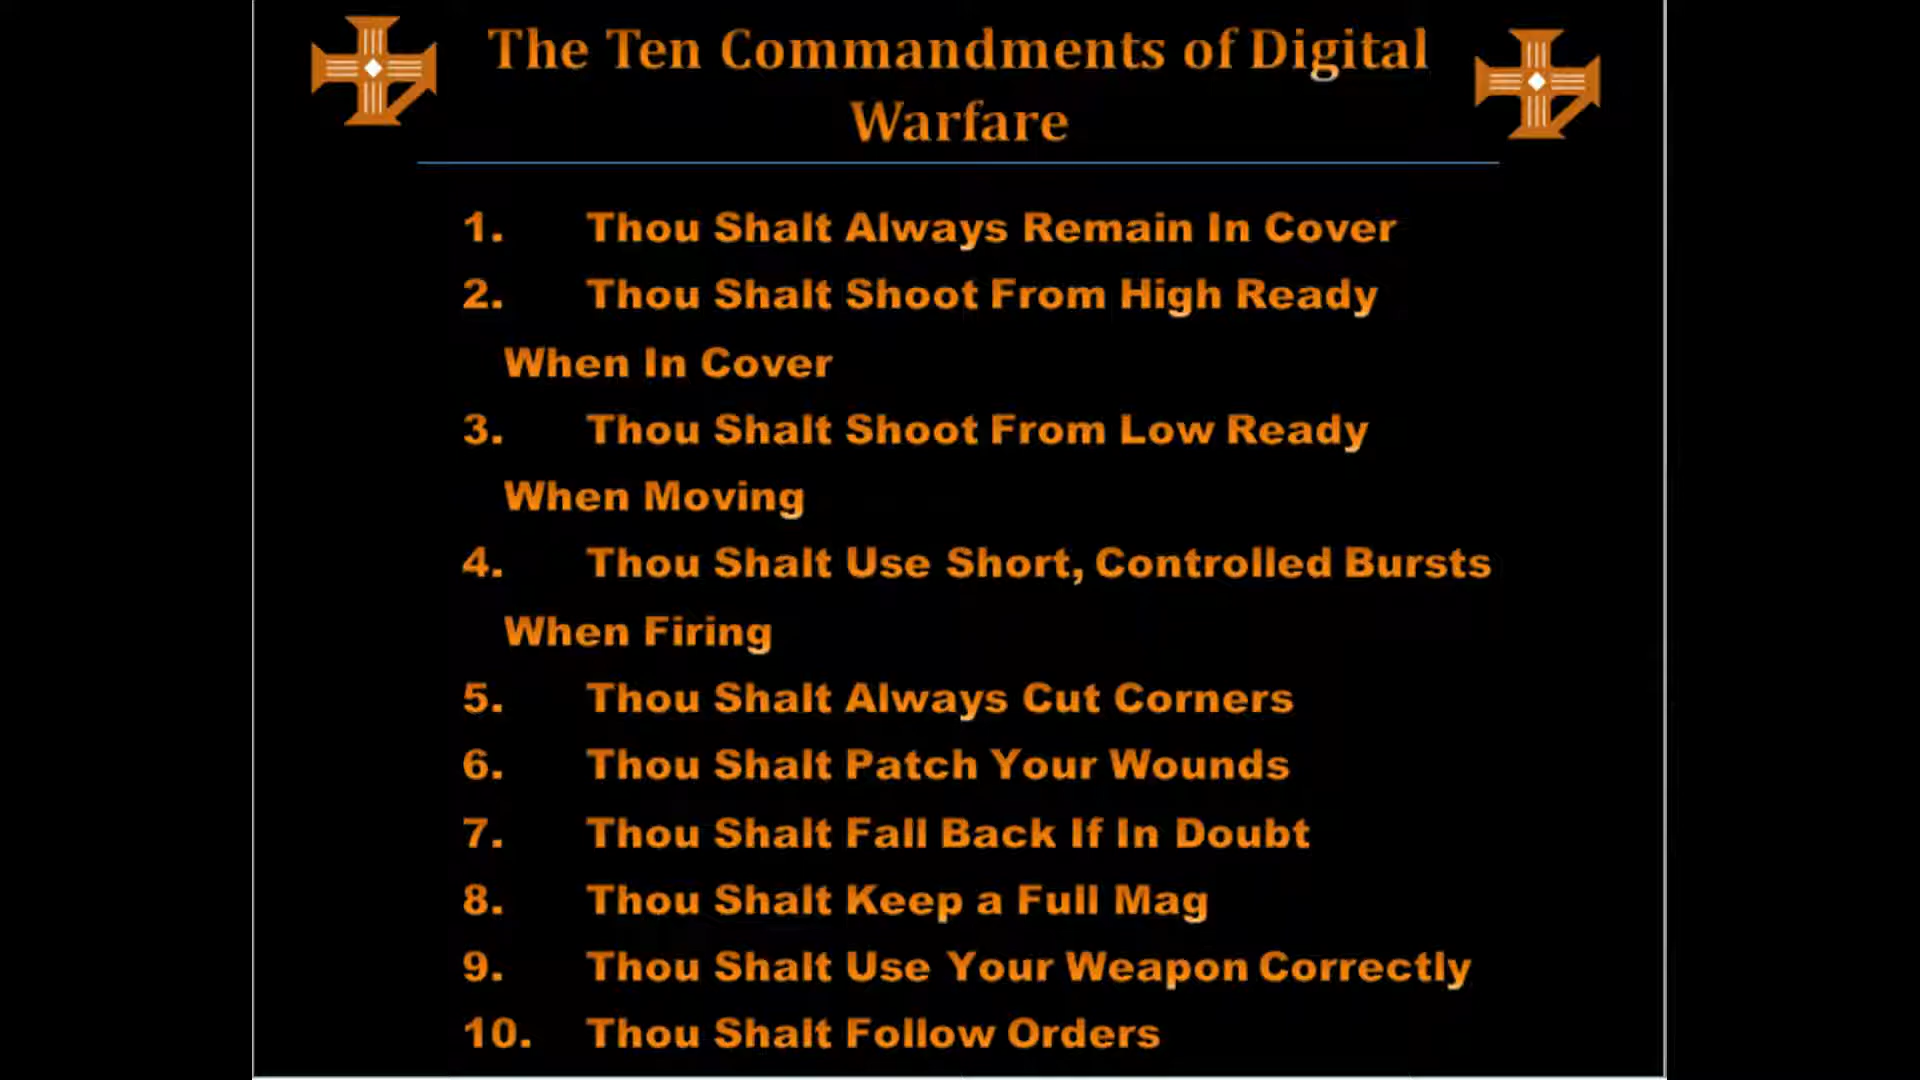 The Ten Commandments of Digital
Warfare
1. Thou Shalt Always Remain In Cover
2. Thou Shalt Shoot From High Ready
When In Cover
3. Thou Shalt Shoot From Low Ready
When Moving
4. Thou Shalt Use Short, Controlled Bursts
When Firing
5. Thou Shalt Always Cut Corners
6. Thou Shalt Patch Your Wounds
7. Thou Shalt Fall Back If In Doubt
8. Thou Shalt Keep a Full Mag
9. Thou Shalt Use Your Weapon Correctly
10. Thou Shalt Follow Orders